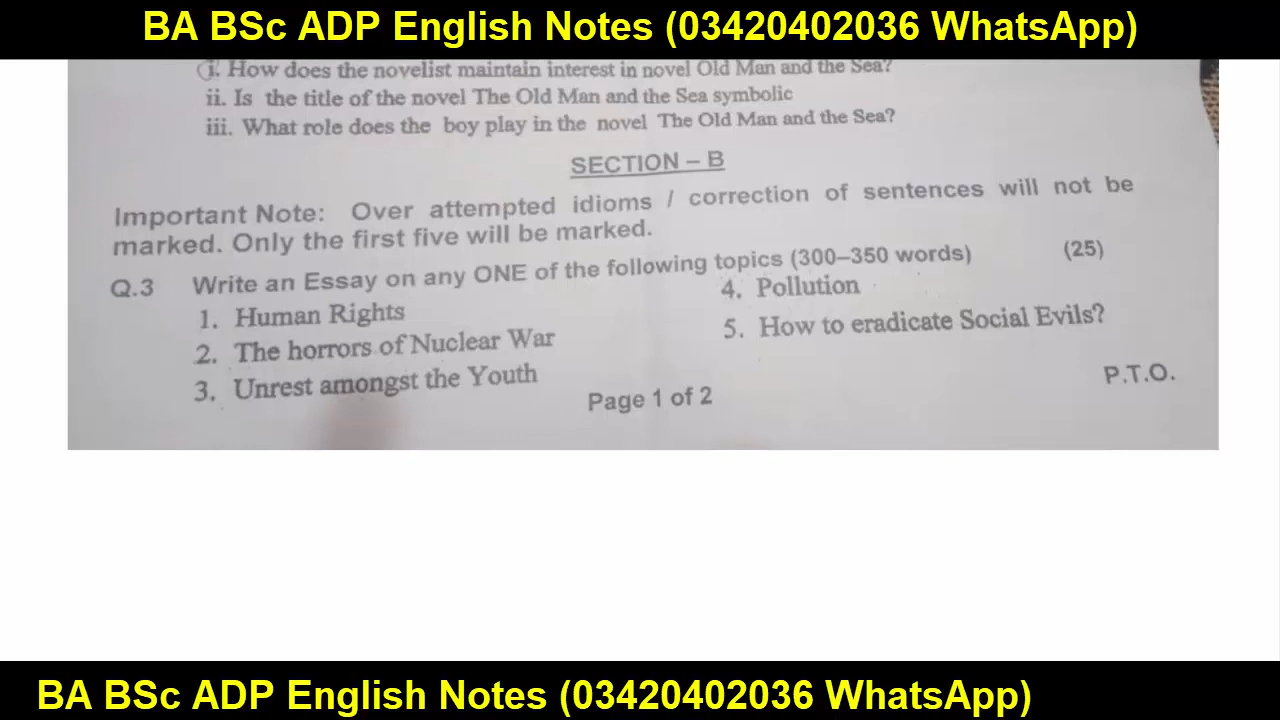 BA BSc ADP English Notes (03420402036 WhatsApp)
i. How does the novelist maintain interest in novel Old Man and the Sea?
ii. Is the title of the novel The Old Man and the Sea symbolic
iii. What role does the boy play in the novel The Old Man and the Sea?
SECTION – B
Important Note: Over attempted idioms / correction of sentences will not be
marked. Only the first five will be marked.
Q.3 Write an Essay on any ONE of the following topics (300–350 words) (25)
1. Human Rights
2. The horrors of Nuclear War
3. Unrest amongst the Youth
4. Pollution
5. How to eradicate Social Evils?
P.T.O.
Page 1 of 2
BA BSc ADP English Notes (03420402036 WhatsApp)